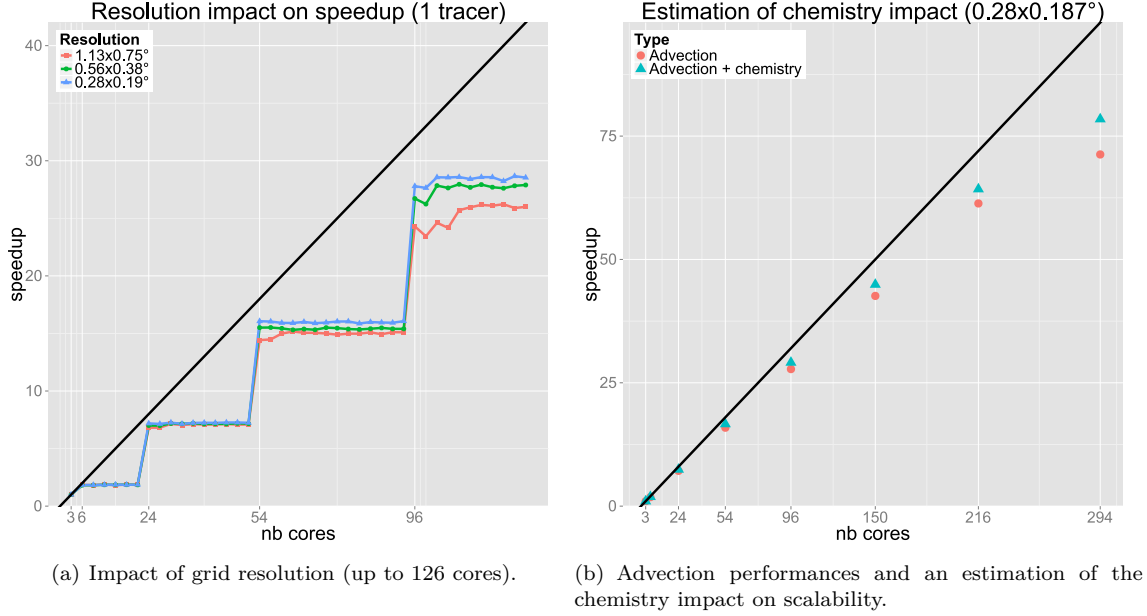 Resolution impact on speedup (1 tracer)
Resolution
1.13x0.75°
0.56x0.38°
0.28x0.19°
40
30
20
10
0
speedup
3 6 24 54 96
nb cores
(a) Impact of grid resolution (up to 126 cores).
Estimation of chemistry impact (0.28x0.187°)
Type
Advection
Advection + chemistry
75
50
25
0
speedup
3 24 54 96 150 216 294
nb cores
(b) Advection performances and an estimation of the
chemistry impact on scalability.